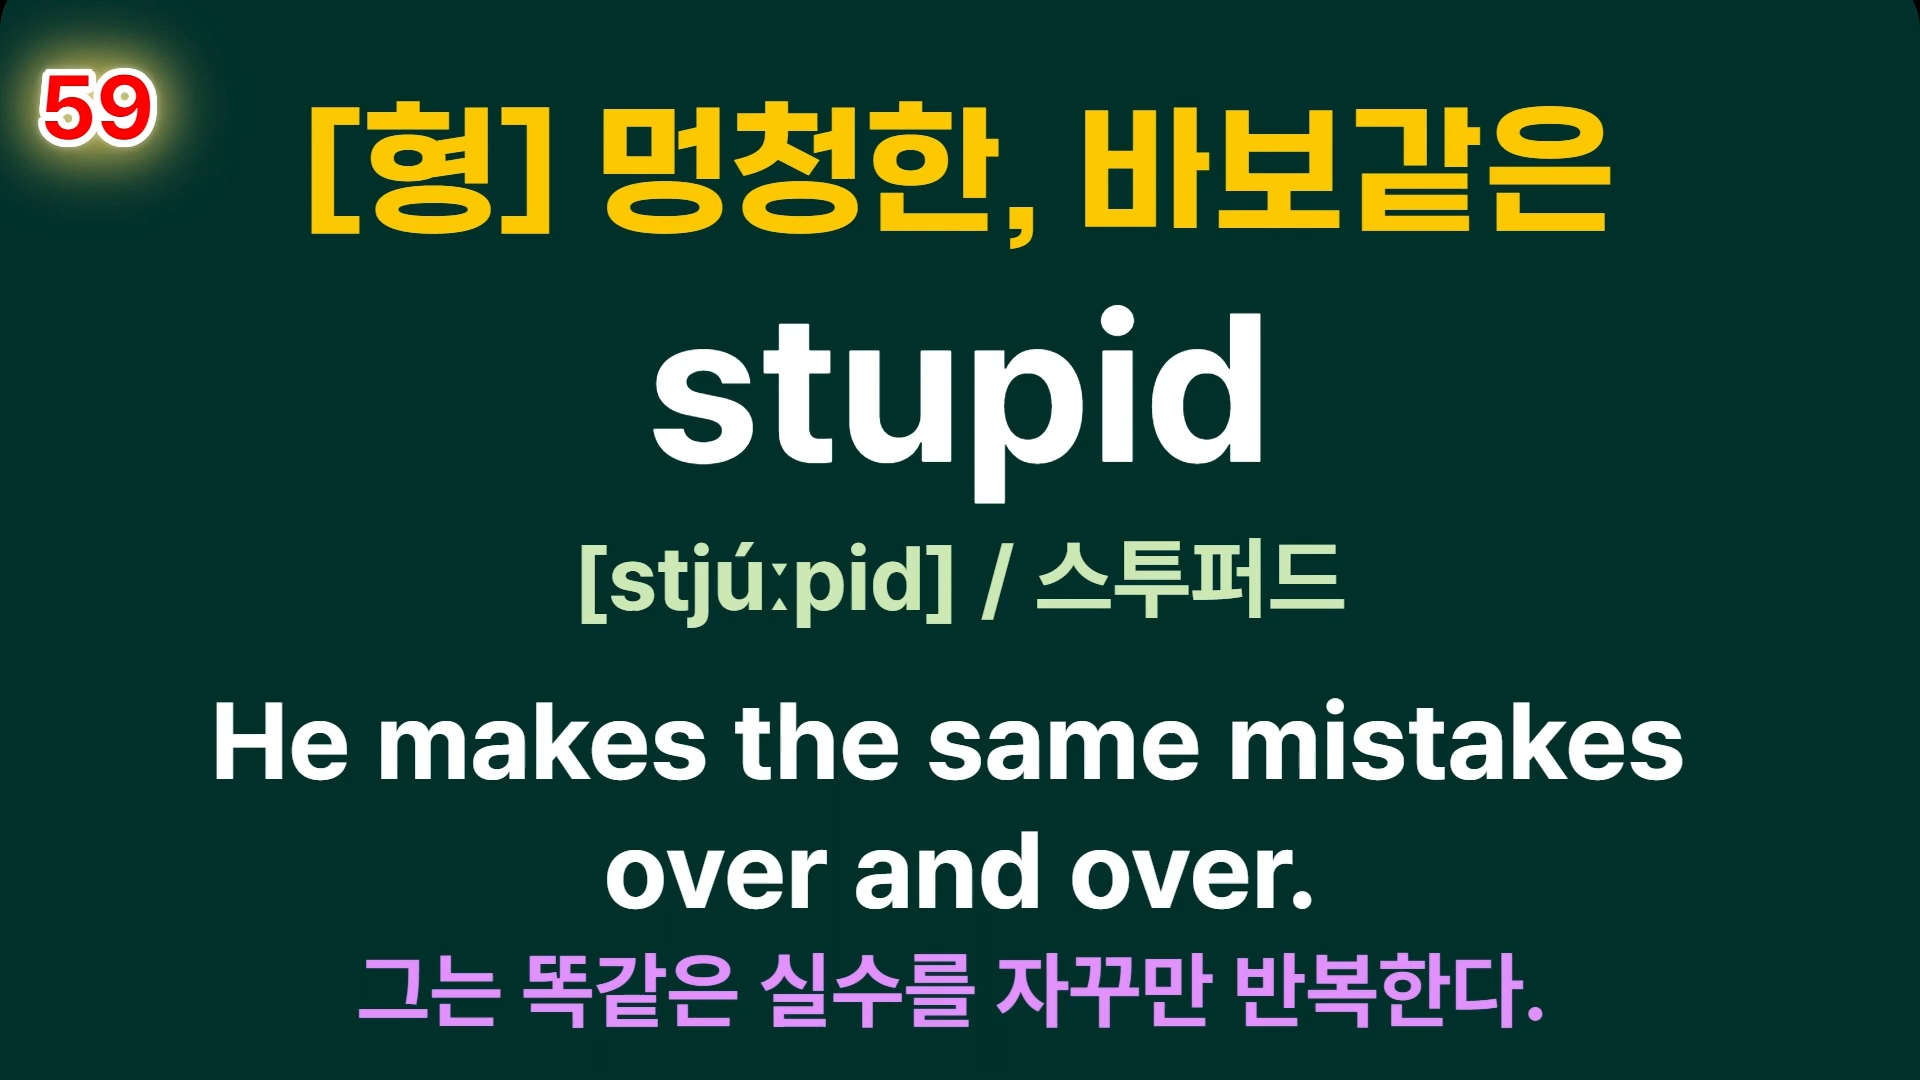 59
[형] 멍청한, 바보같은
stupid
[stjúːpid] / 스투퍼드
He makes the same mistakes
over and over.
그는 똑같은 실수를 자꾸만 반복한다.